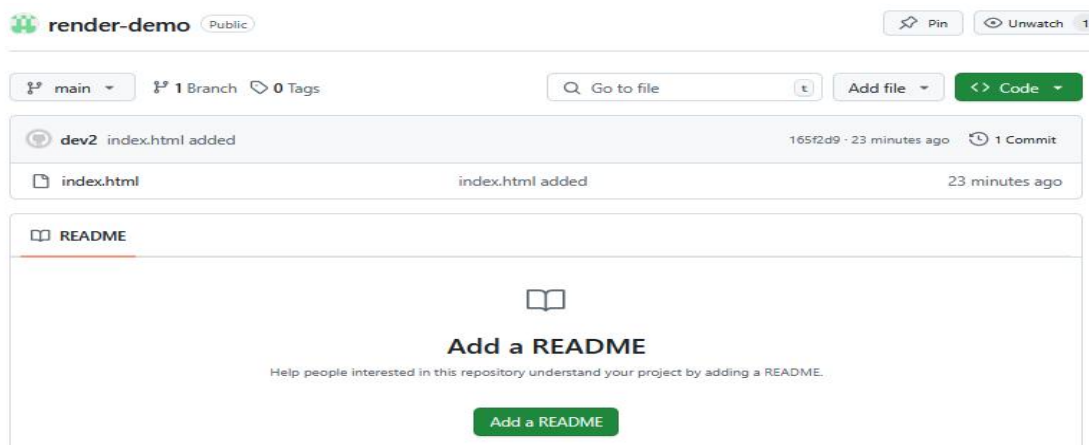 render-demo Public Pin Unwatch 1
main 1 Branch 0 Tags Go to file t Add file <> Code
dev2 index.html added 165f2d9 · 23 minutes ago 1 Commit
index.html index.html added 23 minutes ago
README
Add a README
Help people interested in this repository understand your project by adding a README.
Add a README